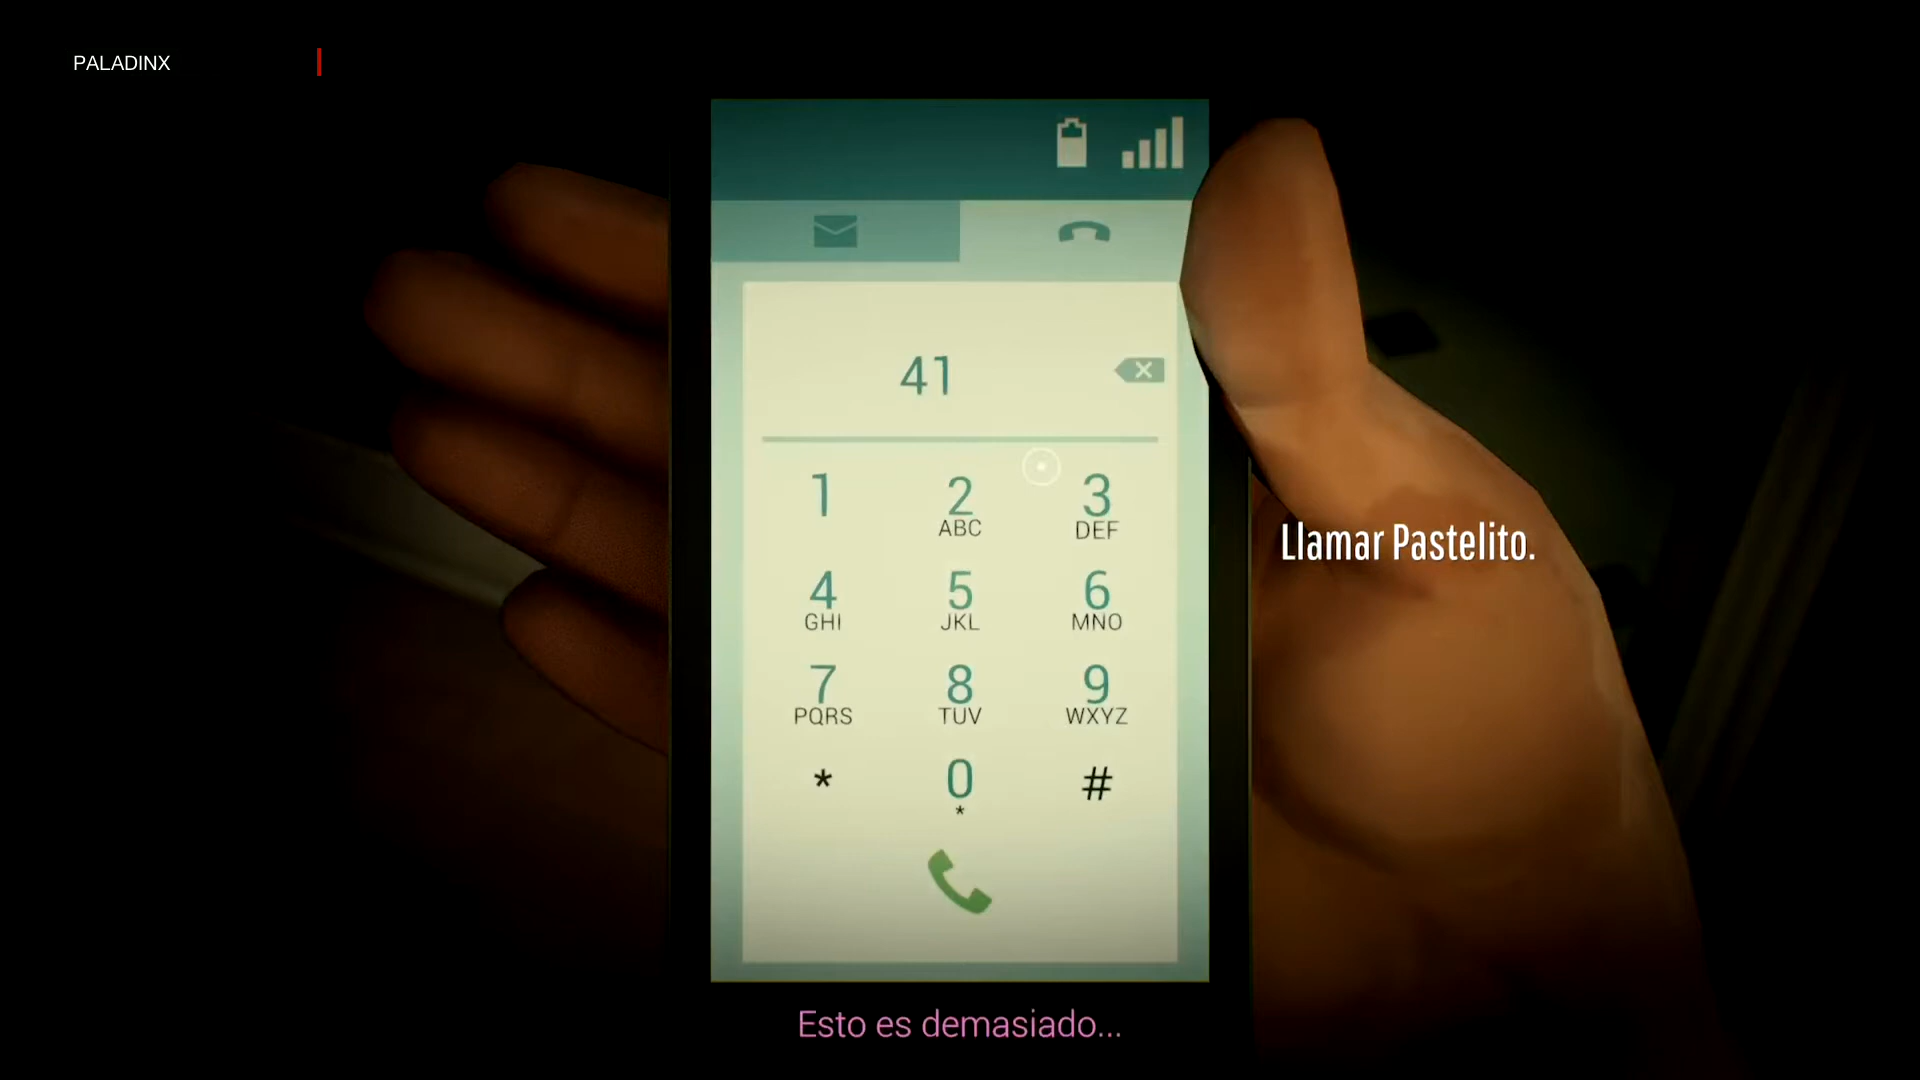 PALADINX
41
1 2 3
ABC DEF
4 5 6
GHI JKL MNO
7 8 9
PQRS TUV WXYZ
* 0 #
*
Llamar Pastelito.
Esto es demasiado...